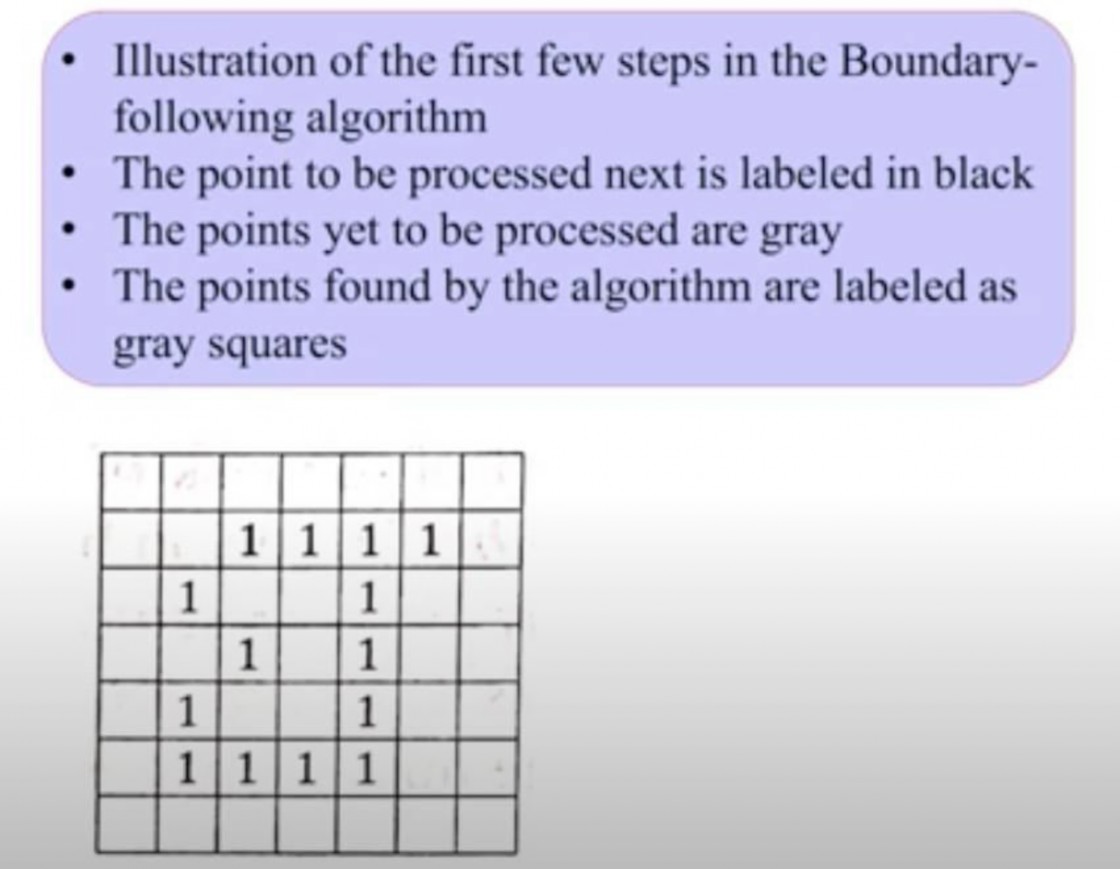 • Illustration of the first few steps in the Boundary-
following algorithm
• The point to be processed next is labeled in black
• The points yet to be processed are gray
• The points found by the algorithm are labeled as
gray squares
1 1 1 1
1 1
1 1
1 1
1 1 1 1